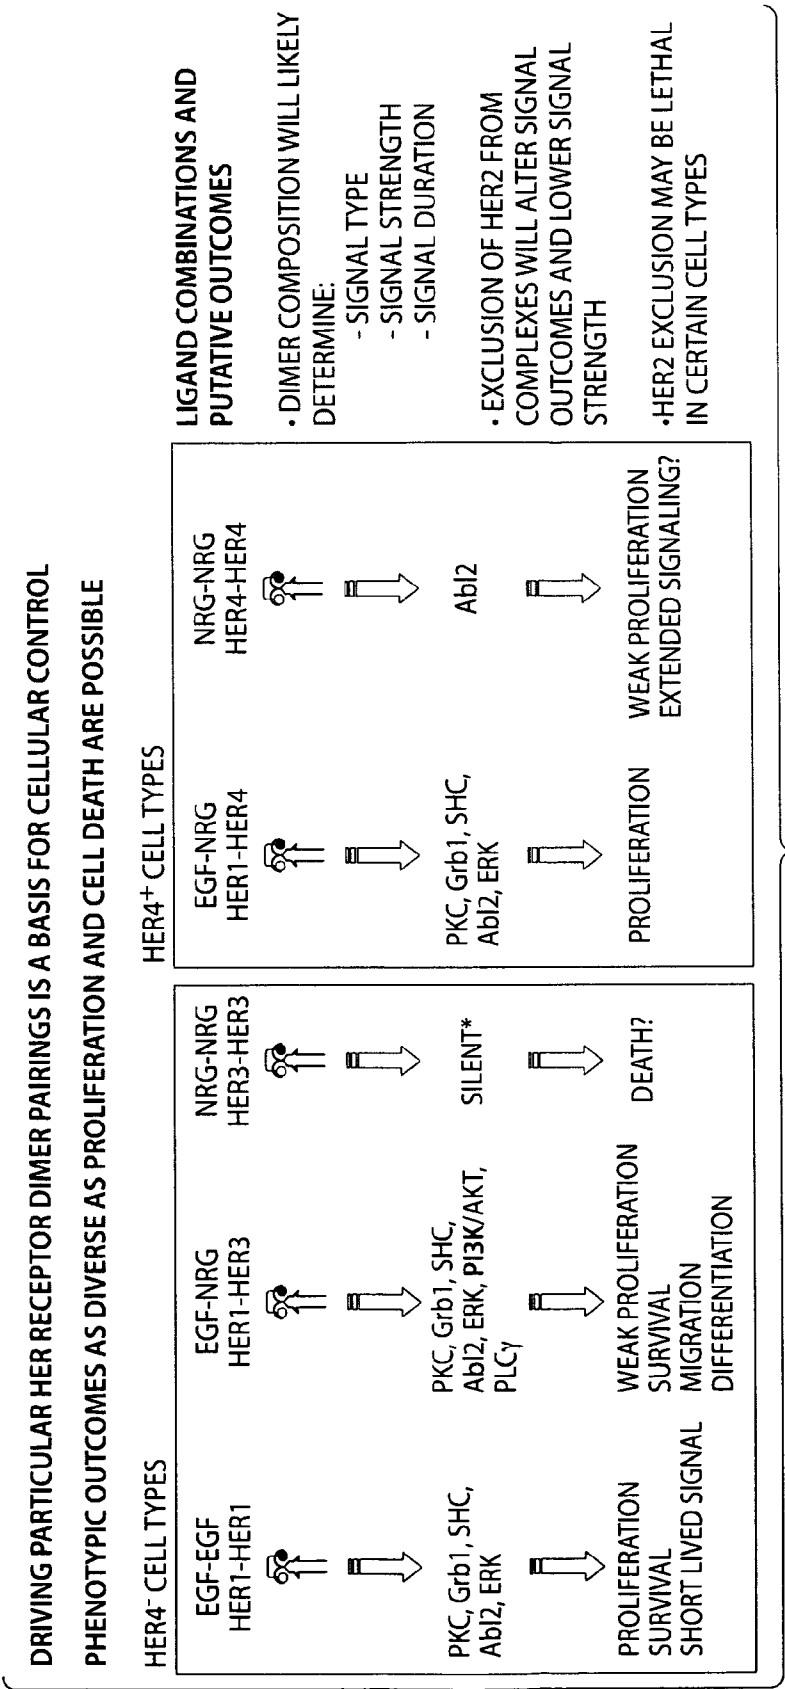 DRIVING PARTICULAR HER RECEPTOR DIMER PAIRINGS IS A BASIS FOR CELLULAR CONTROL
PHENOTYPIC OUTCOMES AS DIVERSE AS PROLIFERATION AND CELL DEATH ARE POSSIBLE
HER4⁻ CELL TYPES
EGF-EGF
HER1-HER1
PKC, Grb1, SHC,
Abl2, ERK
PROLIFERATION
SURVIVAL
SHORT LIVED SIGNAL
EGF-NRG
HER1-HER3
PKC, Grb1, SHC,
Abl2, ERK, PI3K/AKT,
PLCγ
WEAK PROLIFERATION
SURVIVAL
MIGRATION
DIFFERENTIATION
NRG-NRG
HER3-HER3
SILENT*
DEATH?
HER4⁺ CELL TYPES
EGF-NRG
HER1-HER4
PKC, Grb1, SHC,
Abl2, ERK
PROLIFERATION
NRG-NRG
HER4-HER4
Abl2
WEAK PROLIFERATION
EXTENDED SIGNALING?
LIGAND COMBINATIONS AND
PUTATIVE OUTCOMES
• DIMER COMPOSITION WILL LIKELY
DETERMINE:
- SIGNAL TYPE
- SIGNAL STRENGTH
- SIGNAL DURATION
• EXCLUSION OF HER2 FROM
COMPLEXES WILL ALTER SIGNAL
OUTCOMES AND LOWER SIGNAL
STRENGTH
•HER2 EXCLUSION MAY BE LETHAL
IN CERTAIN CELL TYPES